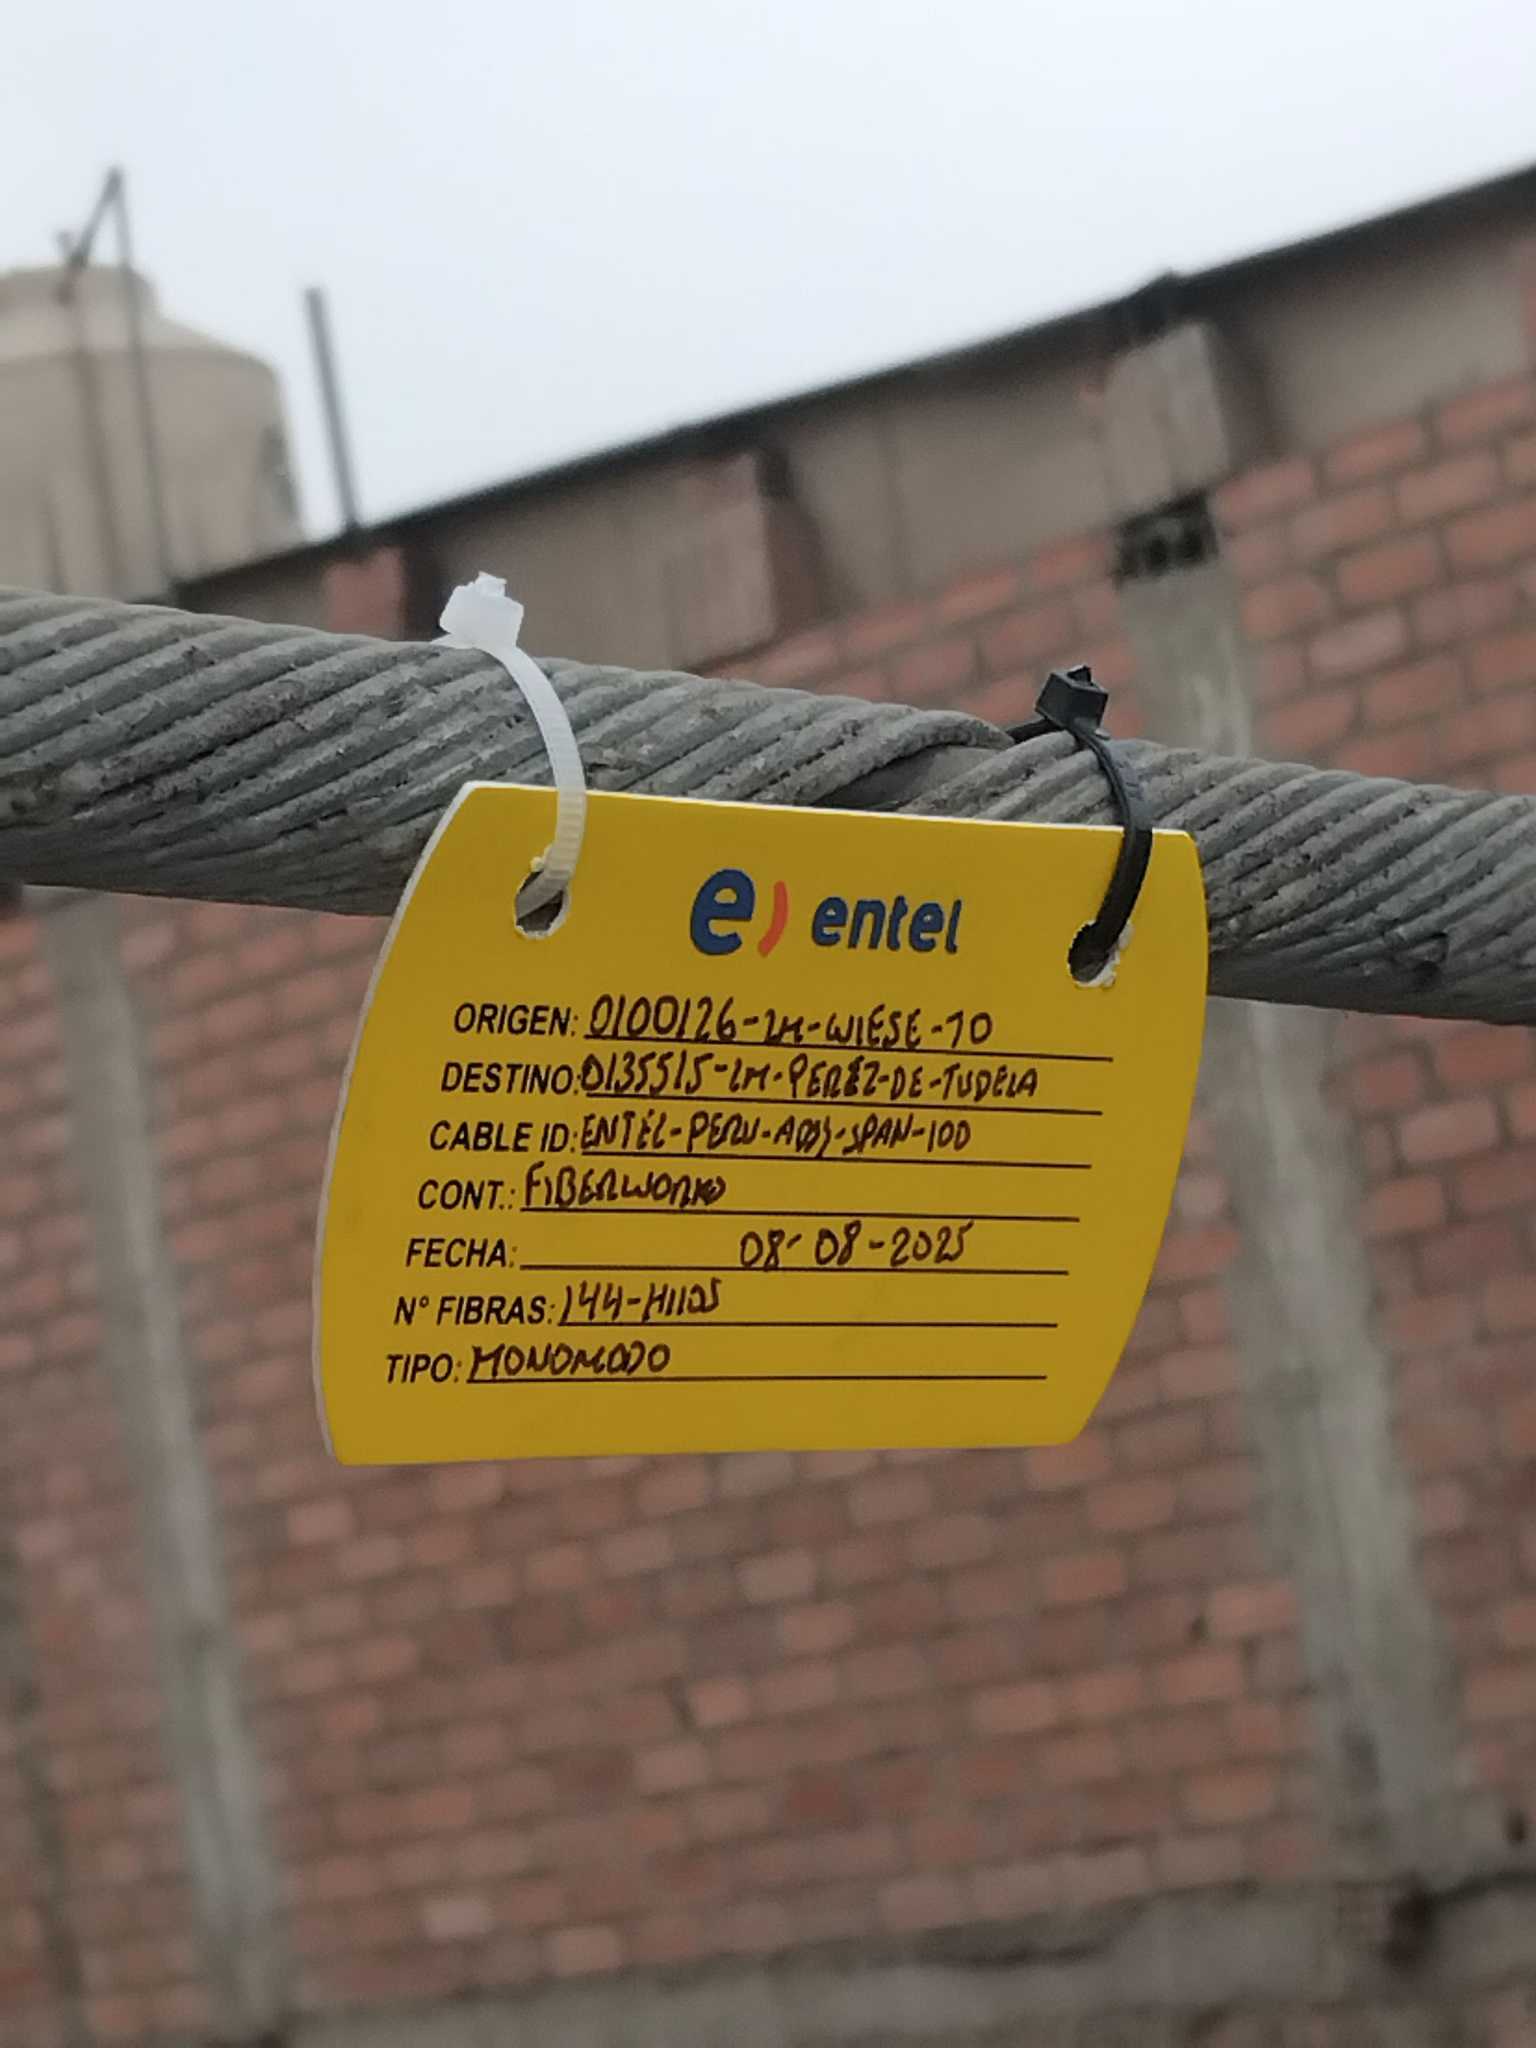 e) entel
ORIGEN: 0100126-LM-WIESE-70
DESTINO: 0135515-LM-PEREZ-DE-TUDELA
CABLE ID: ENTEL-PERU-ADSS-SPAN-100
CONT.: FIBERWORK
FECHA: 08-08-2025
N° FIBRAS: 144-HILOS
TIPO: MONOMODO